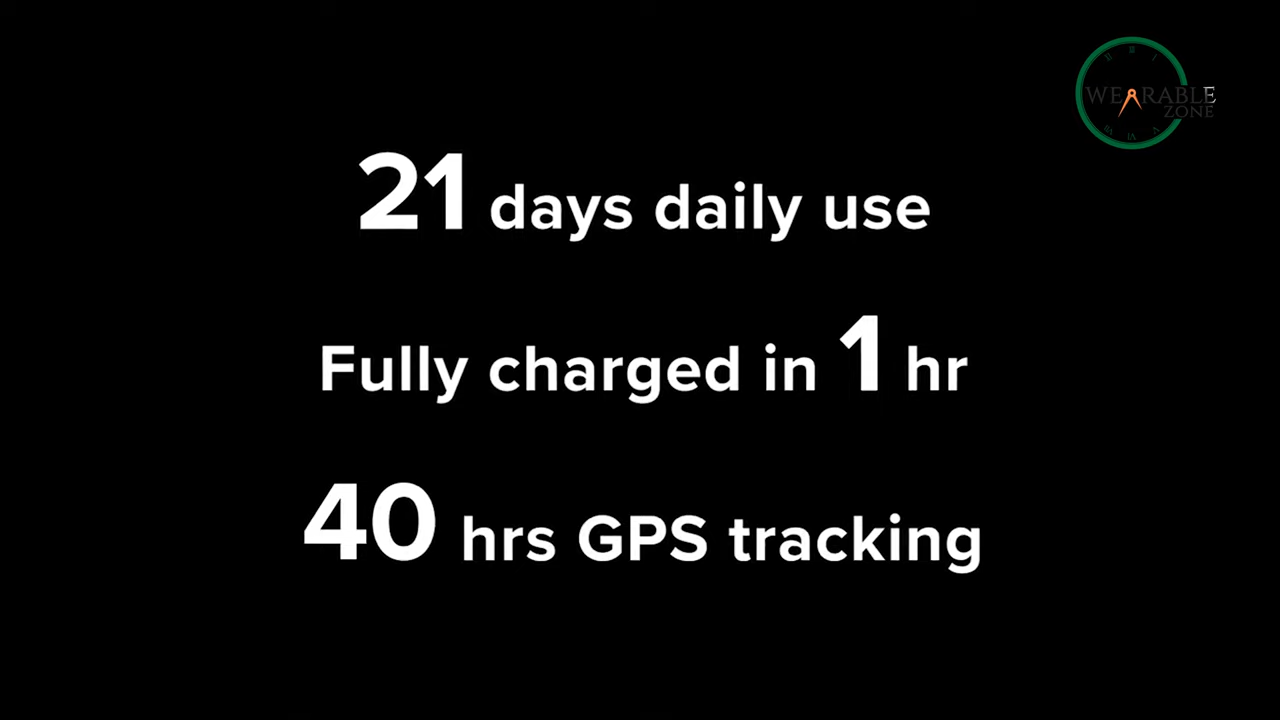 WEARABLE
ZONE
21 days daily use
Fully charged in 1 hr
40 hrs GPS tracking